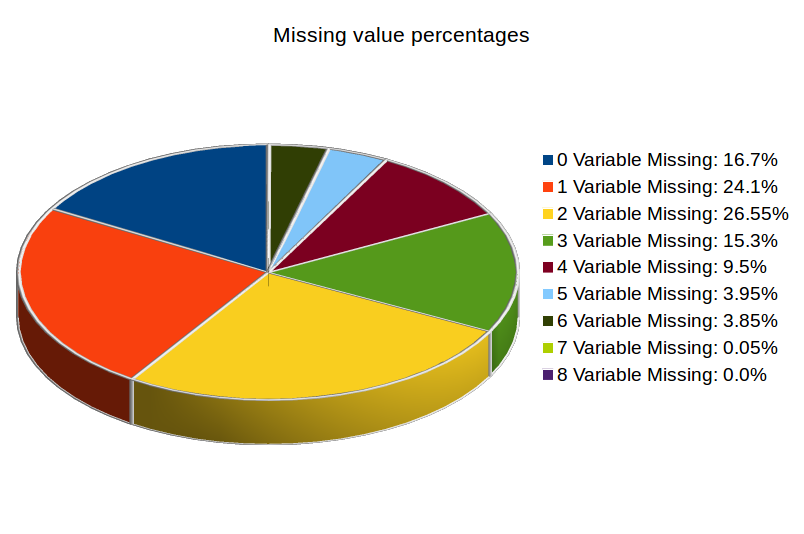 Missing value percentages
0 Variable Missing: 16.7%
1 Variable Missing: 24.1%
2 Variable Missing: 26.55%
3 Variable Missing: 15.3%
4 Variable Missing: 9.5%
5 Variable Missing: 3.95%
6 Variable Missing: 3.85%
7 Variable Missing: 0.05%
8 Variable Missing: 0.0%